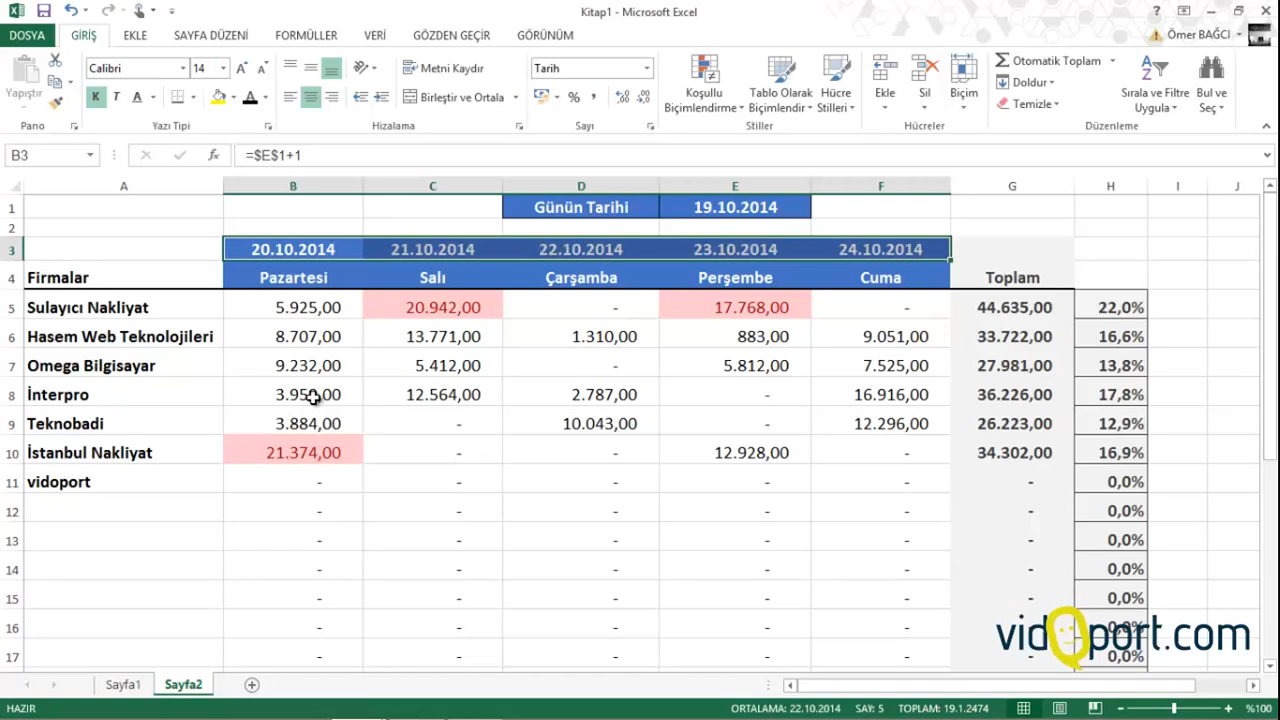 Kitap1 - Microsoft Excel
DOSYA GİRİŞ EKLE SAYFA DÜZENİ FORMÜLLER VERİ GÖZDEN GEÇİR GÖRÜNÜM Ömer BAĞCI
Yapıştır
Pano
Calibri 14
K T A
Yazı Tipi
Metni Kaydır
Birleştir ve Ortala
Hizalama
Tarih
Sayı
Koşullu Biçimlendirme
Tablo Olarak Biçimlendir
Hücre Stilleri
Stiller
Ekle Sil Biçim
Hücreler
Otomatik Toplam
Doldur
Temizle
Sırala ve Filtre Uygula
Bul ve Seç
Düzenleme
B3 fx =$E$1+1
A B C D E F G H I J
1 Günün Tarihi 19.10.2014
2
3 20.10.2014 21.10.2014 22.10.2014 23.10.2014 24.10.2014
4 Firmalar Pazartesi Salı Çarşamba Perşembe Cuma Toplam
5 Sulayıcı Nakliyat 5.925,00 20.942,00 - 17.768,00 - 44.635,00 22,0%
6 Hasem Web Teknolojileri 8.707,00 13.771,00 1.310,00 883,00 9.051,00 33.722,00 16,6%
7 Omega Bilgisayar 9.232,00 5.412,00 - 5.812,00 7.525,00 27.981,00 13,8%
8 İnterpro 12.564,00 2.787,00 - 16.916,00 36.226,00 17,8%
9 Teknobadi 3.884,00 - 10.043,00 - 12.296,00 26.223,00 12,9%
10 İstanbul Nakliyat 21.374,00 - - 12.928,00 - 34.302,00 16,9%
11 vidoport - - - - - - 0,0%
12 - - - - - - 0,0%
13 - - - - - - 0,0%
14 - - - - - - 0,0%
15 - - - - - - 0,0%
16 - - - - - -
17 - - - - - - 0,0%
vidOport.com
Sayfa1 Sayfa2
HAZIR ORTALAMA: 22.10.2014 SAY: 5 TOPLAM: 19.1.2474 %100